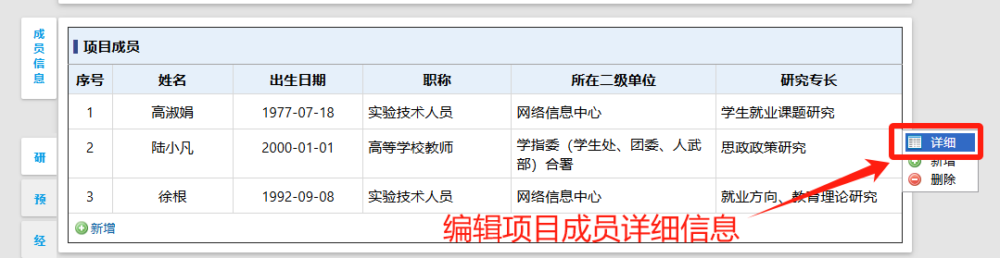 成员信息
项目成员
序号 姓名 出生日期 职称 所在二级单位 研究专长
1 高淑娟 1977-07-18 实验技术人员 网络信息中心 学生就业课题研究
2 陆小凡 2000-01-01 高等学校教师 学指委（学生处、团委、人武 思政政策研究
部）合署
3 徐根 1992-09-08 实验技术人员 网络信息中心 就业方向、教育理论研究
新增
详细
新增
删除
编辑项目成员详细信息
研
预
经